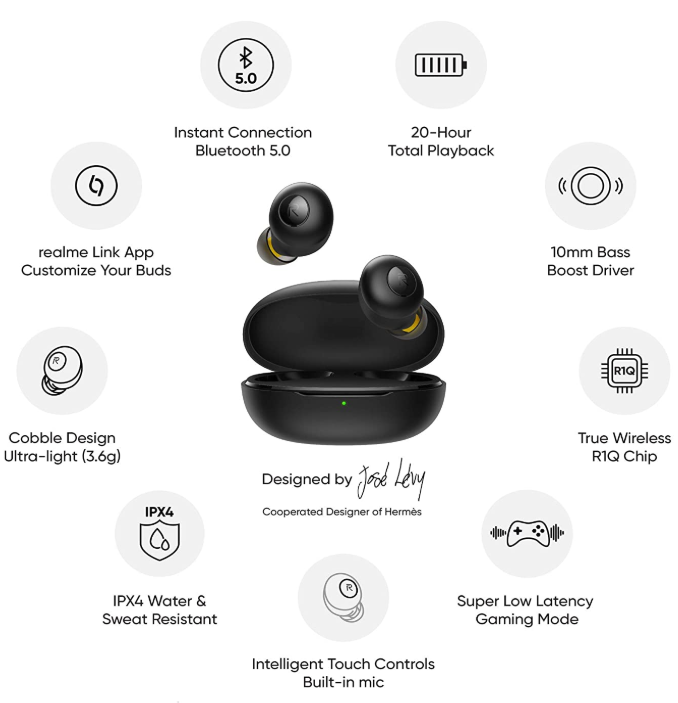 5.0
Instant Connection
Bluetooth 5.0
20-Hour
Total Playback
realme Link App
Customize Your Buds
10mm Bass
Boost Driver
R
Cobble Design
Ultra-light (3.6g)
R1Q
True Wireless
R1Q Chip
Designed by José Lévy
Cooperated Designer of Hermès
IPX4
IPX4 Water &
Sweat Resistant
Super Low Latency
Gaming Mode
R
Intelligent Touch Controls
Built-in mic